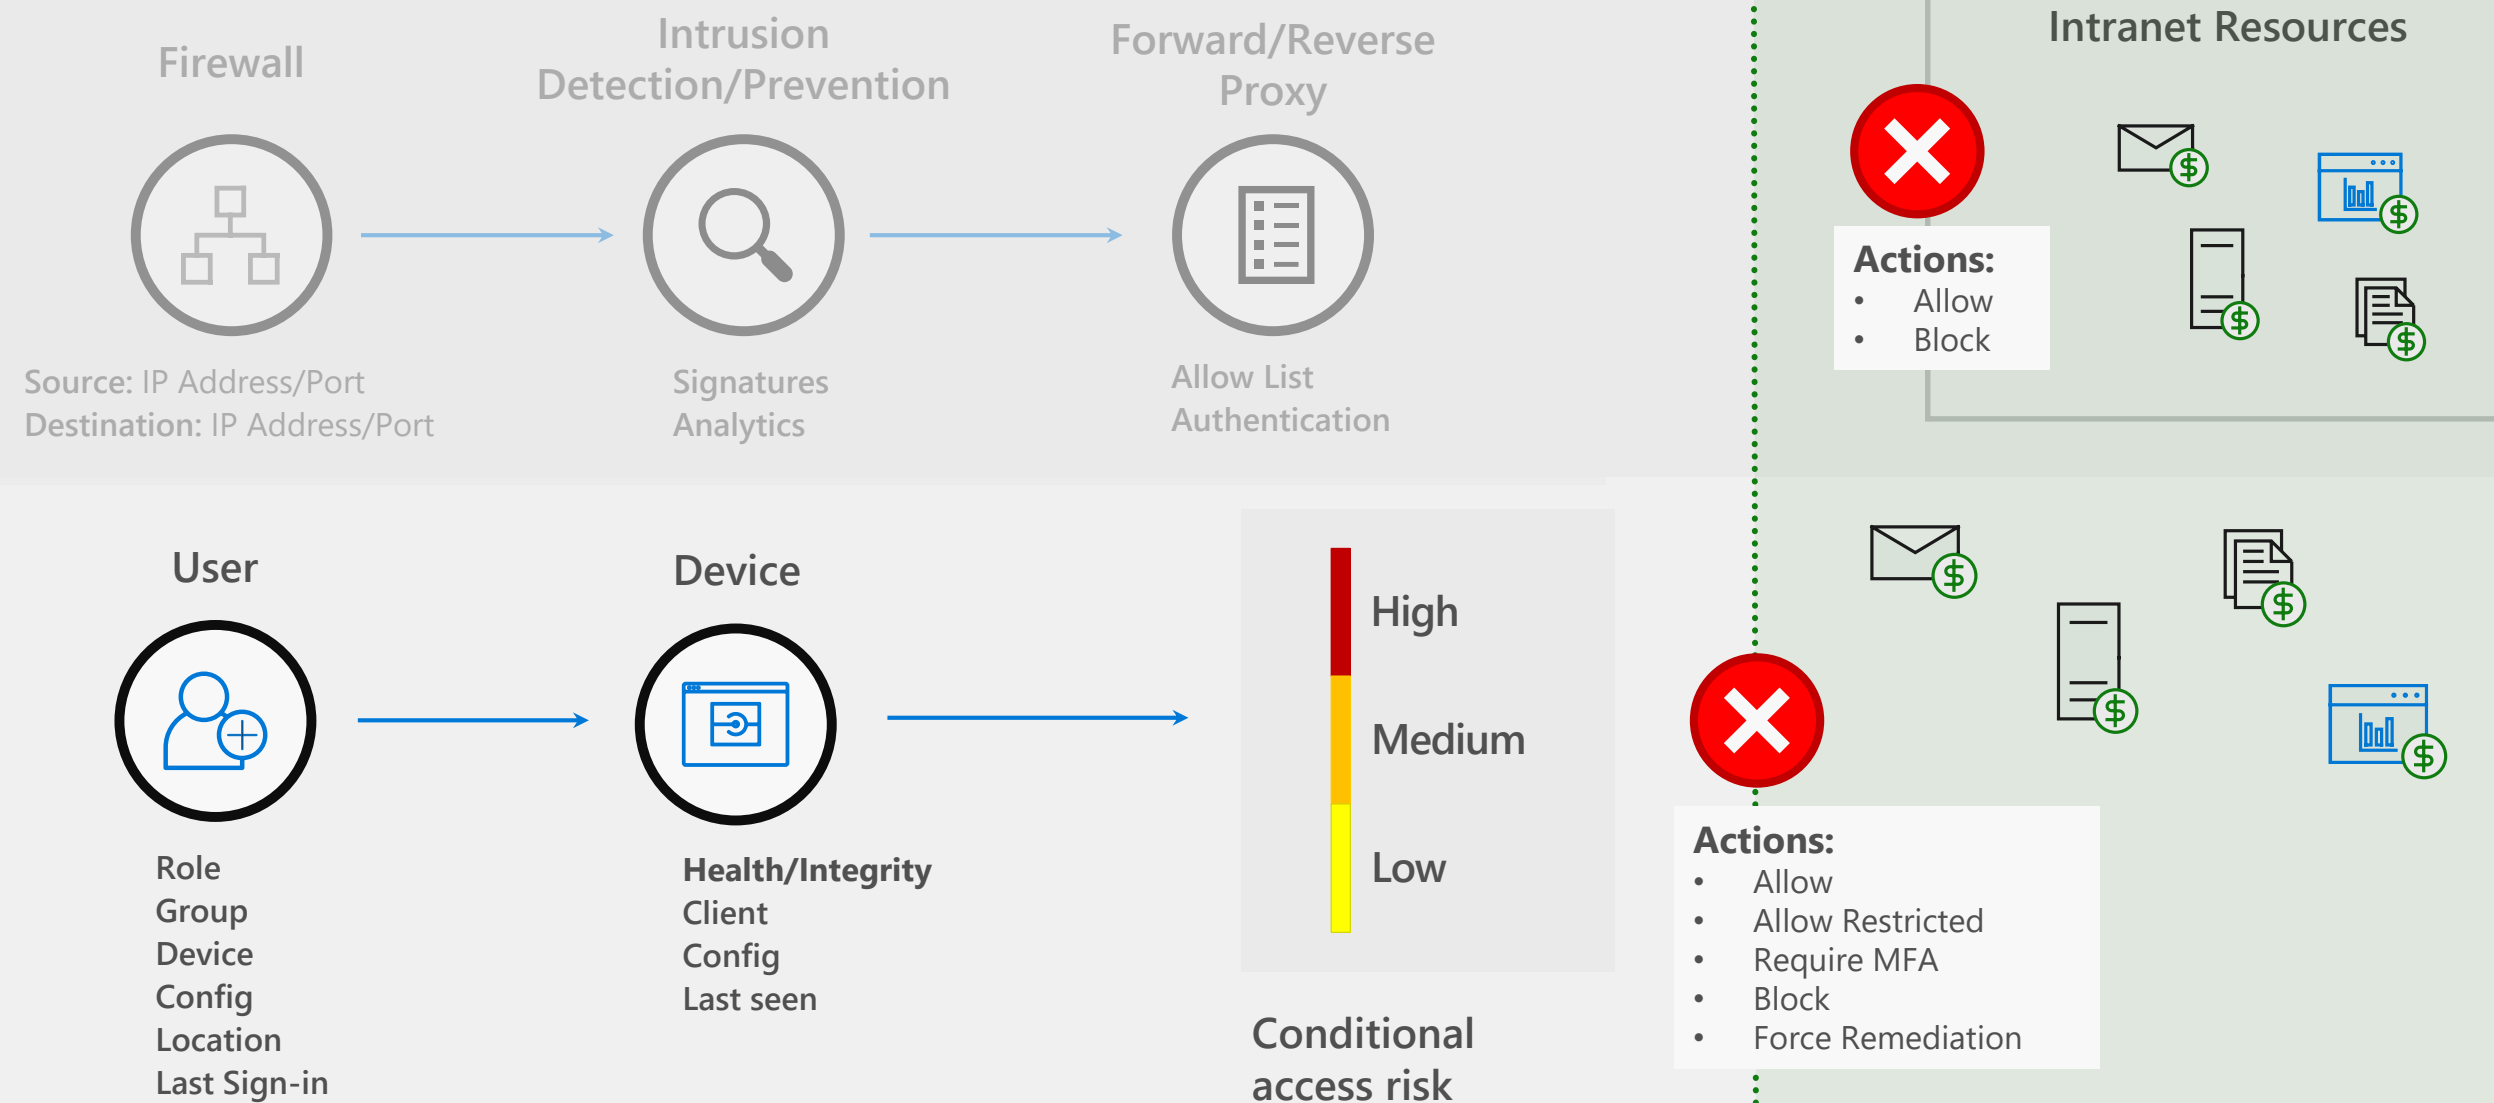 Firewall
Intrusion
Detection/Prevention
Forward/Reverse
Proxy
Source: IP Address/Port
Destination: IP Address/Port
Signatures
Analytics
Allow List
Authentication
Intranet Resources
$
$
$
$
Actions:
• Allow
• Block
User
Role
Group
Device
Config
Location
Last Sign-in
Device
Health/Integrity
Client
Config
Last seen
High
Medium
Low
Conditional
access risk
$
$
$
$
Actions:
• Allow
• Allow Restricted
• Require MFA
• Block
• Force Remediation